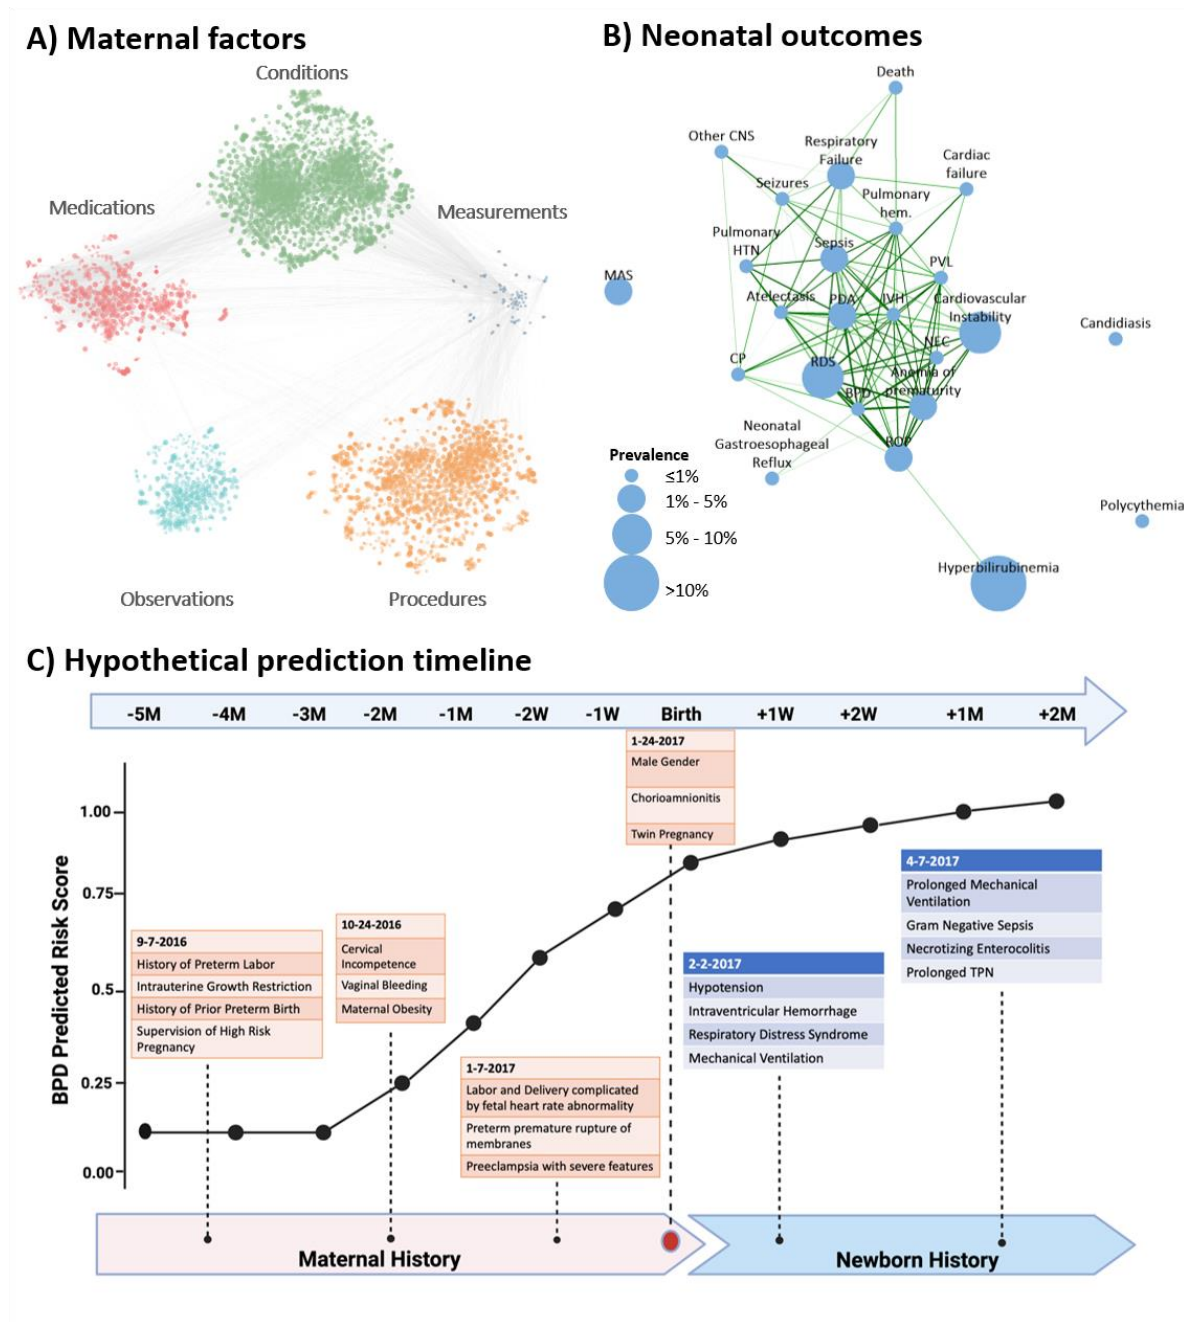 A) Maternal factors
Conditions
Medications
Measurements
Observations
Procedures
B) Neonatal outcomes
Death
Other CNS
Respiratory
Failure
Cardiac
failure
Seizures
Pulmonary
hem.
Pulmonary
HTN
Sepsis
PVL
MAS
Atelectasis
PDA
IVH
Cardiovascular
Instability
Candidiasis
NEC
CP
RDS
Anemia of
prematurity
BPD
Neonatal
Gastroesophageal
Reflux
ROP
Prevalence
≤1%
1% - 5%
5% - 10%
>10%
Polycythemia
Hyperbilirubinemia
C) Hypothetical prediction timeline
-5M -4M -3M -2M -1M -2W -1W Birth +1W +2W +1M +2M
BPD Predicted Risk Score
1.00
0.75
0.5
0.25
0.00
9-7-2016
History of Preterm Labor
Intrauterine Growth Restriction
History of Prior Preterm Birth
Supervision of High Risk
Pregnancy
10-24-2016
Cervical
Incompetence
Vaginal Bleeding
Maternal Obesity
1-7-2017
Labor and Delivery complicated
by fetal heart rate abnormality
Preterm premature rupture of
membranes
Preeclampsia with severe features
1-24-2017
Male Gender
Chorioamnionitis
Twin Pregnancy
2-2-2017
Hypotension
Intraventricular Hemorrhage
Respiratory Distress Syndrome
Mechanical Ventilation
4-7-2017
Prolonged Mechanical
Ventilation
Gram Negative Sepsis
Necrotizing Enterocolitis
Prolonged TPN
Maternal History
Newborn History